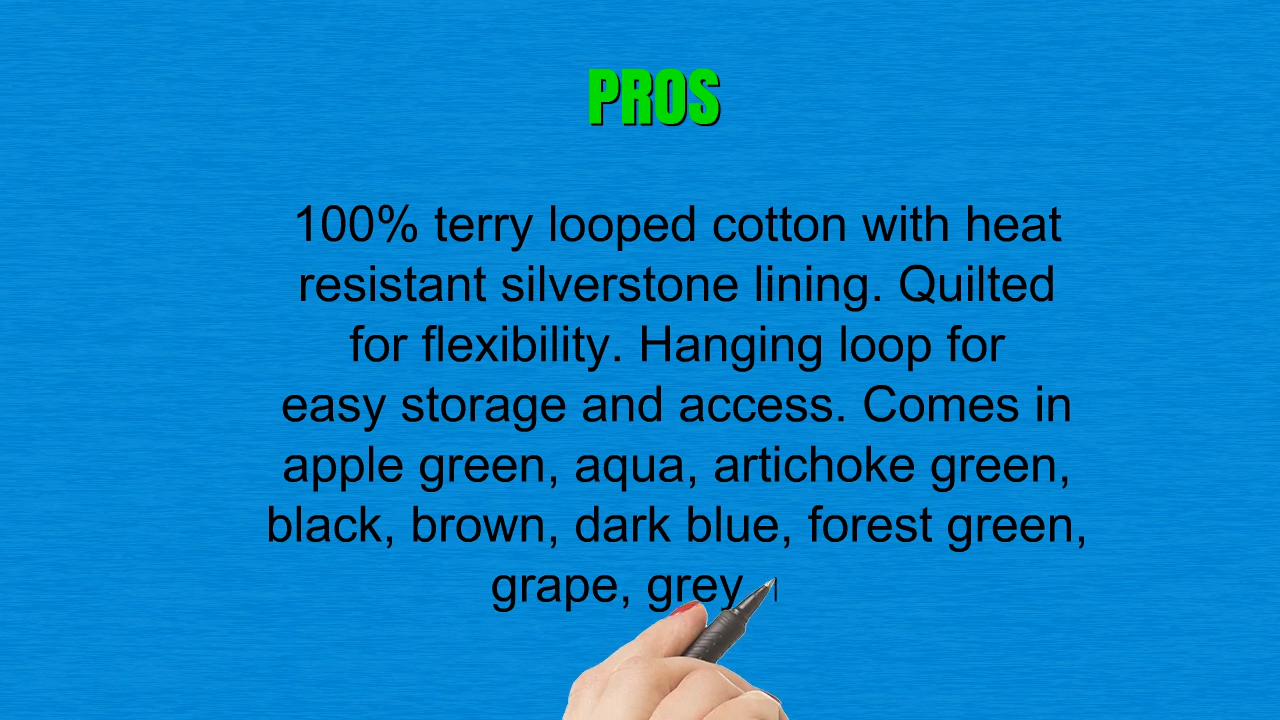 PROS
100% terry looped cotton with heat
resistant silverstone lining. Quilted
for flexibility. Hanging loop for
easy storage and access. Comes in
apple green, aqua, artichoke green,
black, brown, dark blue, forest green,
grape, grey